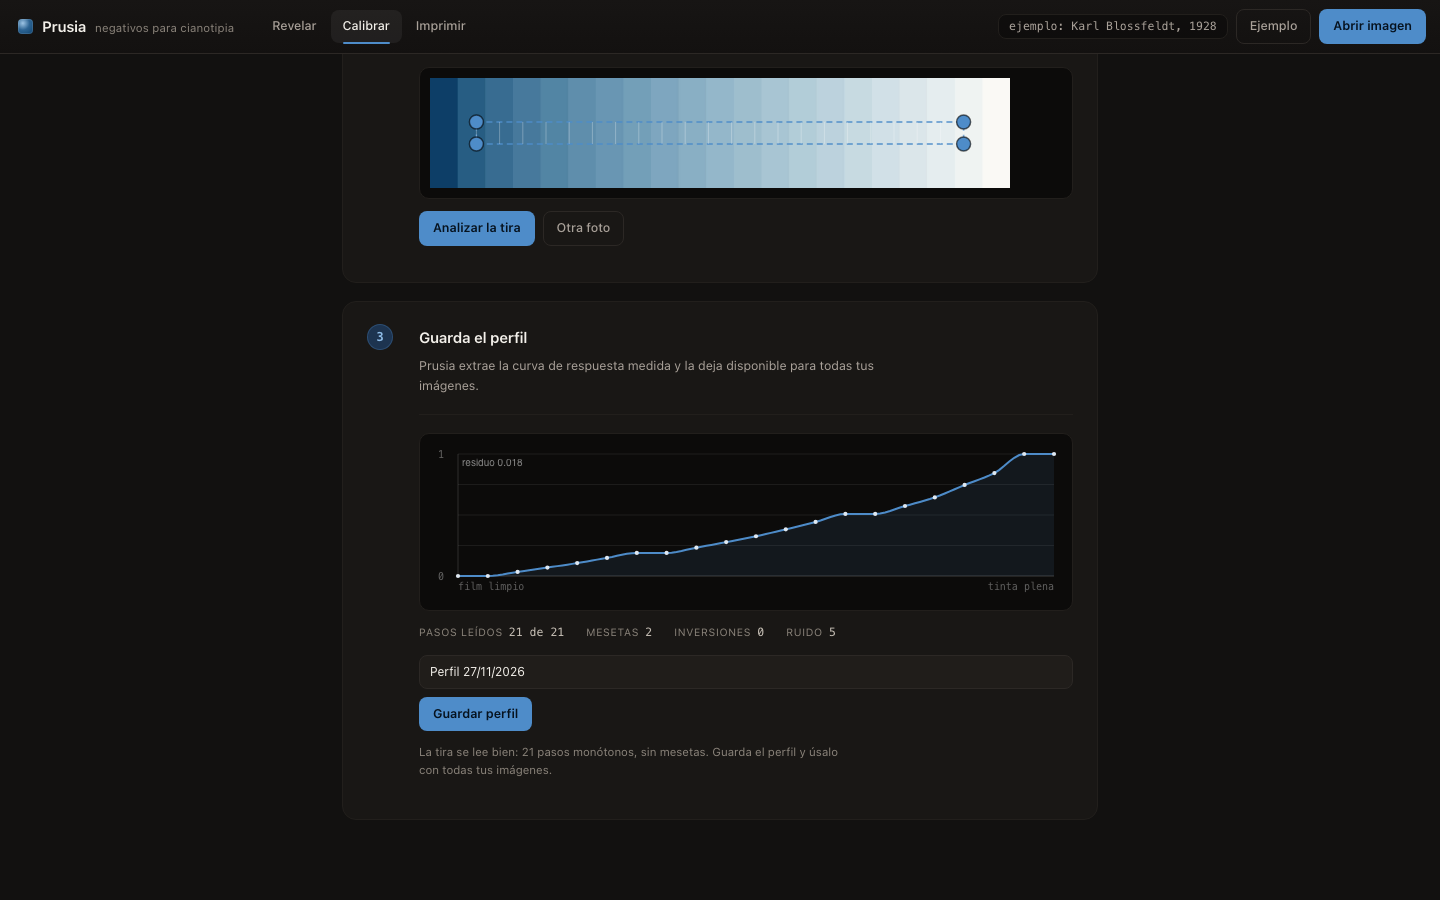 Prusia negativos para cianotipia Revelar Calibrar Imprimir ejemplo: Karl Blossfeldt, 1928 Ejemplo Abrir imagen
Analizar la tira Otra foto
3 Guarda el perfil
Prusia extrae la curva de respuesta medida y la deja disponible para todas tus
imágenes.
1
residuo 0.018
0
film limpio tinta plena
PASOS LEÍDOS 21 de 21 MESETAS 2 INVERSIONES 0 RUIDO 5
Perfil 27/11/2026
Guardar perfil
La tira se lee bien: 21 pasos monótonos, sin mesetas. Guarda el perfil y úsalo
con todas tus imágenes.